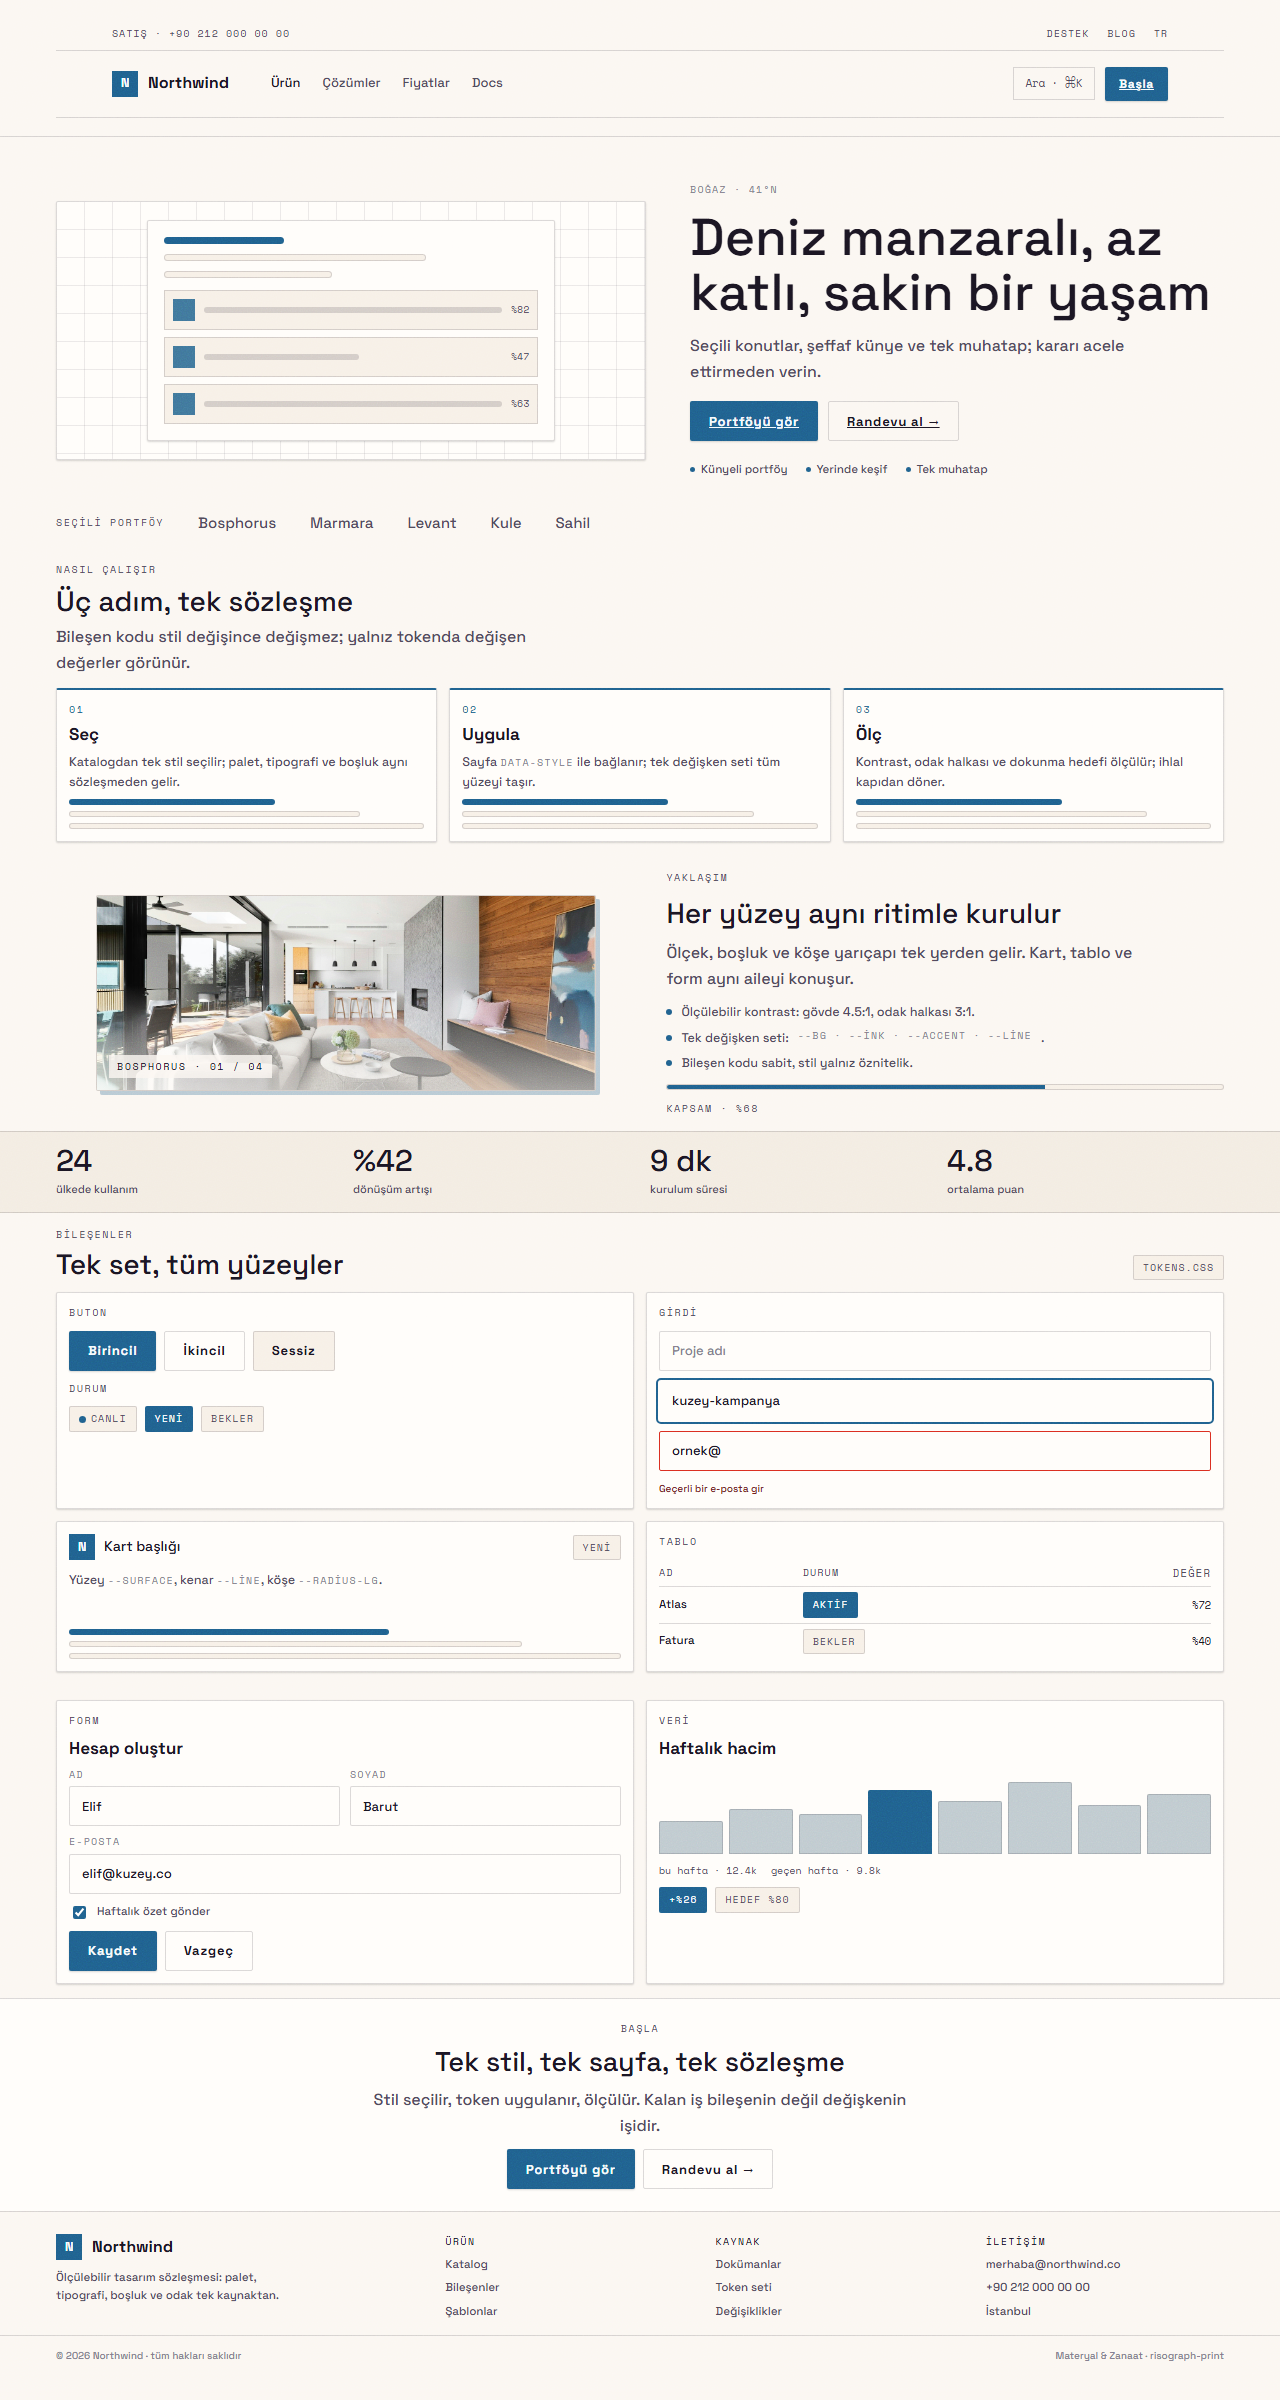 SATIŞ · +90 212 000 00 00
DESTEK BLOG TR
N Northwind Ürün Çözümler Fiyatlar Docs
Ara · ⌘K Başla
BOĞAZ · 41°N
Deniz manzaralı, az
katlı, sakin bir yaşam
Seçili konutlar, şeffaf künye ve tek muhatap; kararı acele
ettirmeden verin.
Portföyü gör Randevu al →
Künyeli portföy Yerinde keşif Tek muhatap
%82
%47
%63
SEÇİLİ PORTFÖY Bosphorus Marmara Levant Kule Sahil
NASIL ÇALIŞIR
Üç adım, tek sözleşme
Bileşen kodu stil değişince değişmez; yalnız tokenda değişen
değerler görünür.
01
Seç
Katalogdan tek stil seçilir; palet, tipografi ve boşluk aynı
sözleşmeden gelir.
02
Uygula
Sayfa DATA-STYLE ile bağlanır; tek değişken seti tüm
yüzeyi taşır.
03
Ölç
Kontrast, odak halkası ve dokunma hedefi ölçülür; ihlal
kapıdan döner.
BOSPHORUS · 01 / 04
YAKLAŞIM
Her yüzey aynı ritimle kurulur
Ölçek, boşluk ve köşe yarıçapı tek yerden gelir. Kart, tablo ve
form aynı aileyi konuşur.
Ölçülebilir kontrast: gövde 4.5:1, odak halkası 3:1.
Tek değişken seti: --BG · --İNK · --ACCENT · --LİNE .
Bileşen kodu sabit, stil yalnız öznitelik.
KAPSAM · %68
24
ülkede kullanım
%42
dönüşüm artışı
9 dk
kurulum süresi
4.8
ortalama puan
BİLEŞENLER
Tek set, tüm yüzeyler
TOKENS.CSS
BUTON
Birincil İkincil Sessiz
DURUM
CANLI YENİ BEKLER
GİRDİ
Proje adı
kuzey-kampanya
ornek@
Geçerli bir e-posta gir
N Kart başlığı YENİ
Yüzey --SURFACE, kenar --LİNE, köşe --RADİUS-LG.
TABLO
AD DURUM DEĞER
Atlas AKTİF %72
Fatura BEKLER %40
FORM
Hesap oluştur
AD SOYAD
Elif Barut
E-POSTA
elif@kuzey.co
Haftalık özet gönder
Kaydet Vazgeç
VERİ
Haftalık hacim
bu hafta · 12.4k geçen hafta · 9.8k
+%26 HEDEF %80
BAŞLA
Tek stil, tek sayfa, tek sözleşme
Stil seçilir, token uygulanır, ölçülür. Kalan iş bileşenin değil değişkenin
işidir.
Portföyü gör Randevu al →
N Northwind
Ölçülebilir tasarım sözleşmesi: palet,
tipografi, boşluk ve odak tek kaynaktan.
ÜRÜN
Katalog
Bileşenler
Şablonlar
KAYNAK
Dokümanlar
Token seti
Değişiklikler
İLETİŞİM
merhaba@northwind.co
+90 212 000 00 00
İstanbul
© 2026 Northwind · tüm hakları saklıdır
Materyal & Zanaat · risograph-print